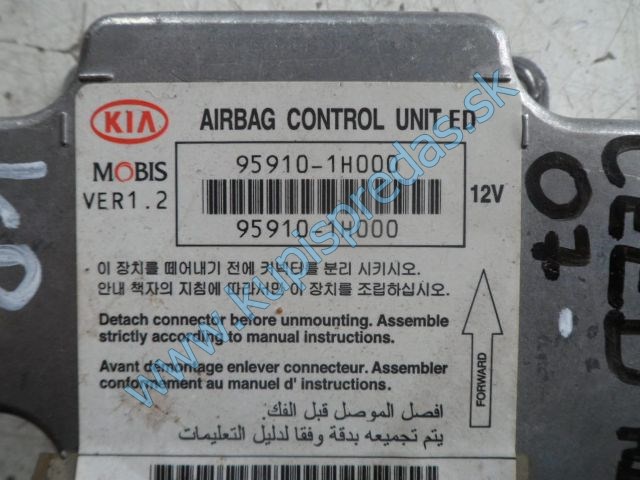 KIA AIRBAG CONTROL UNIT ED
MOBIS
VER1.2
95910-1H000
95910-1H000
12V
이 장치를 떼어내기 전에 카넥터를 분리 시키시오.
안내 책자의 지침에 따라서만 이 장치를 조립하십시오.
Detach connector before unmounting. Assemble
strictly according to manual instructions.
Avant démontage enlever connecteur. Assembler
conformément au manuel d' instructions.
افصل الموصل قبل الفك.
يتم تجميعه بدقة وفقا لدليل التعليمات
FORWARD
CEED
07
www.kupispredas.sk